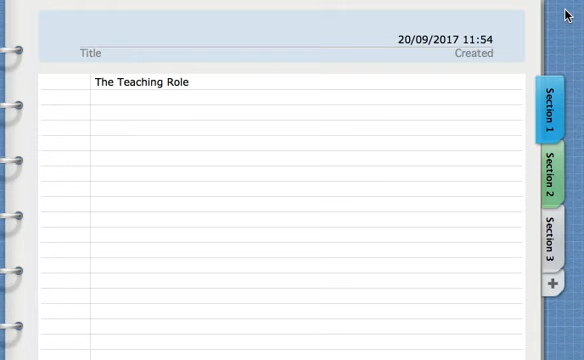 20/09/2017 11:54
Title
Created
The Teaching Role
Section 1
Section 2
Section 3